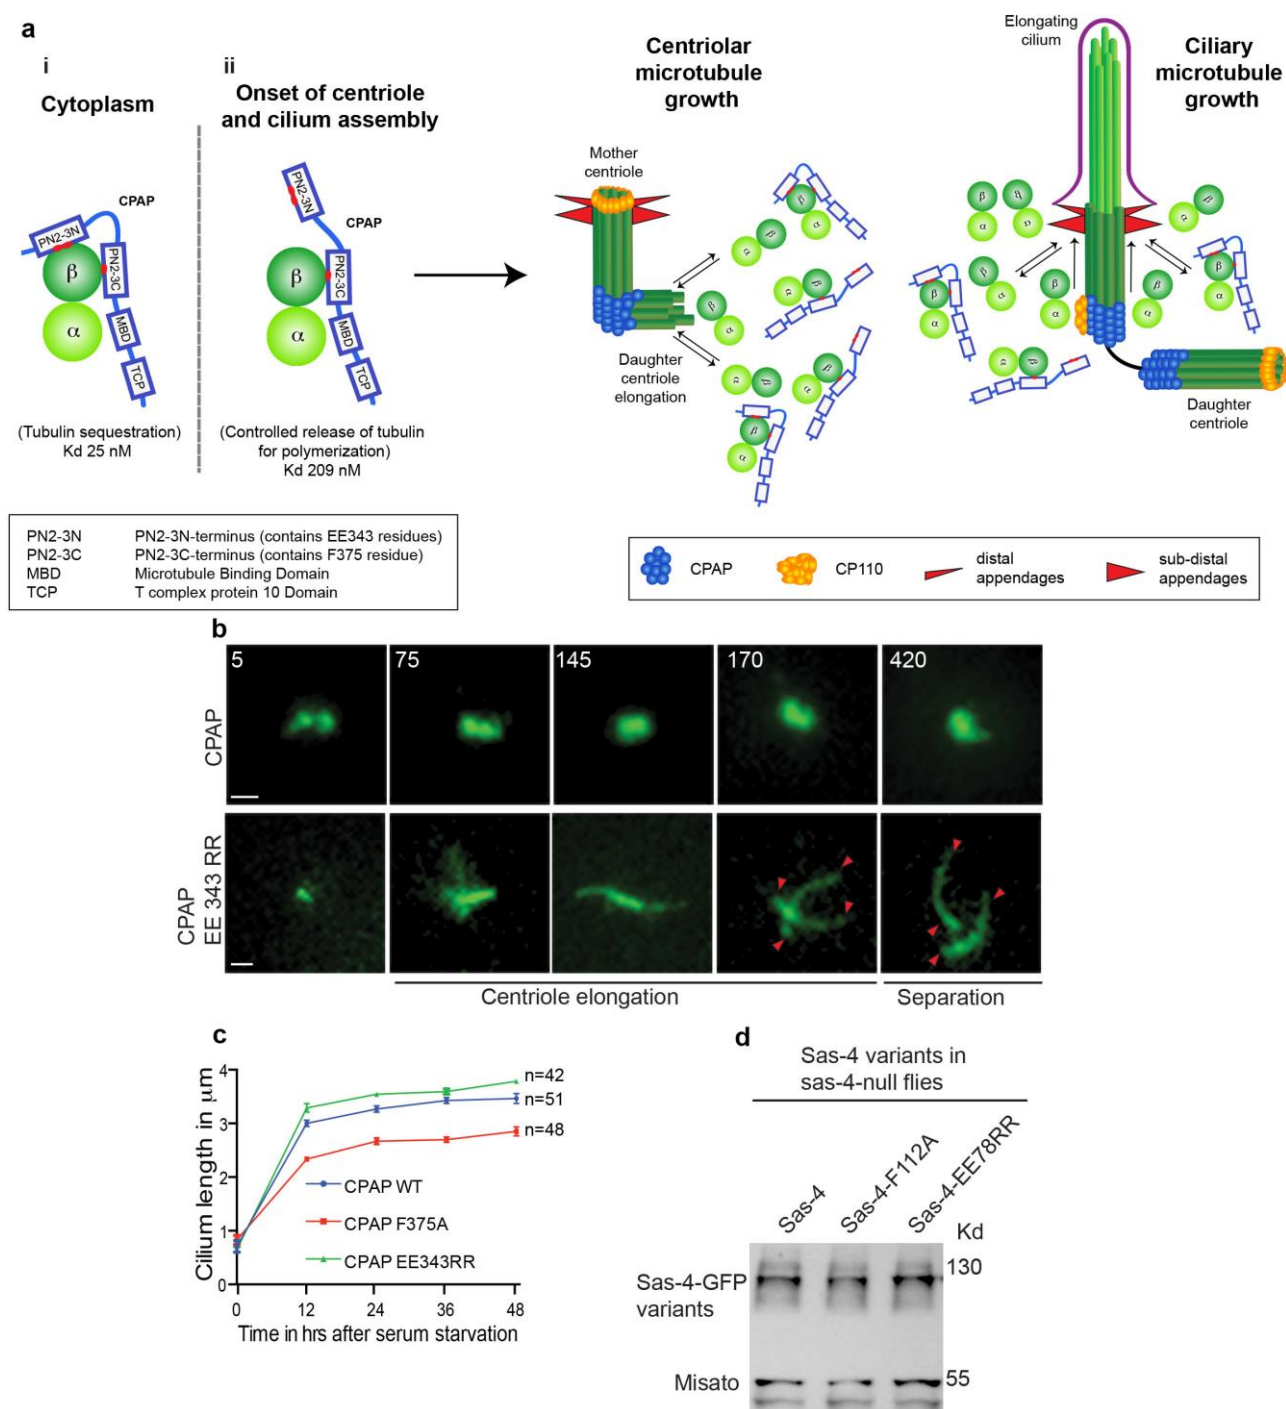 a
i
Cytoplasm
PN2-3N
CPAP
β
PN2-3C
α
MBD
TCP
(Tubulin sequestration)
Kd 25 nM
ii
Onset of centriole
and cilium assembly
PN2-3N
CPAP
β
PN2-3C
α
MBD
TCP
(Controlled release of tubulin
for polymerization)
Kd 209 nM
Centriolar
microtubule
growth
Mother
centriole
β
α
α
β
α
β
β
α
α
β
α
β
β
α
Daughter
centriole
elongation
Elongating
cilium
Ciliary
microtubule
growth
β
β
α
α
β
α
β
α
β
α
β
α
β
α
β
α
β
α
α
β
Daughter
centriole
PN2-3N PN2-3N-terminus (contains EE343 residues)
PN2-3C PN2-3C-terminus (contains F375 residue)
MBD Microtubule Binding Domain
TCP T complex protein 10 Domain
CPAP
CP110
distal
appendages
sub-distal
appendages
b
5 75 145 170 420
CPAP
CPAP
EE 343 RR
Centriole elongation
Separation
c
Cilium length in µm
4
3
2
1
0
n=42
n=51
n=48
CPAP WT
CPAP F375A
CPAP EE343RR
0 12 24 36 48
Time in hrs after serum starvation
d
Sas-4 variants in
sas-4-null flies
Sas-4
Sas-4-F112A
Sas-4-EE78RR
Kd
130
Sas-4-GFP
variants
Misato
55